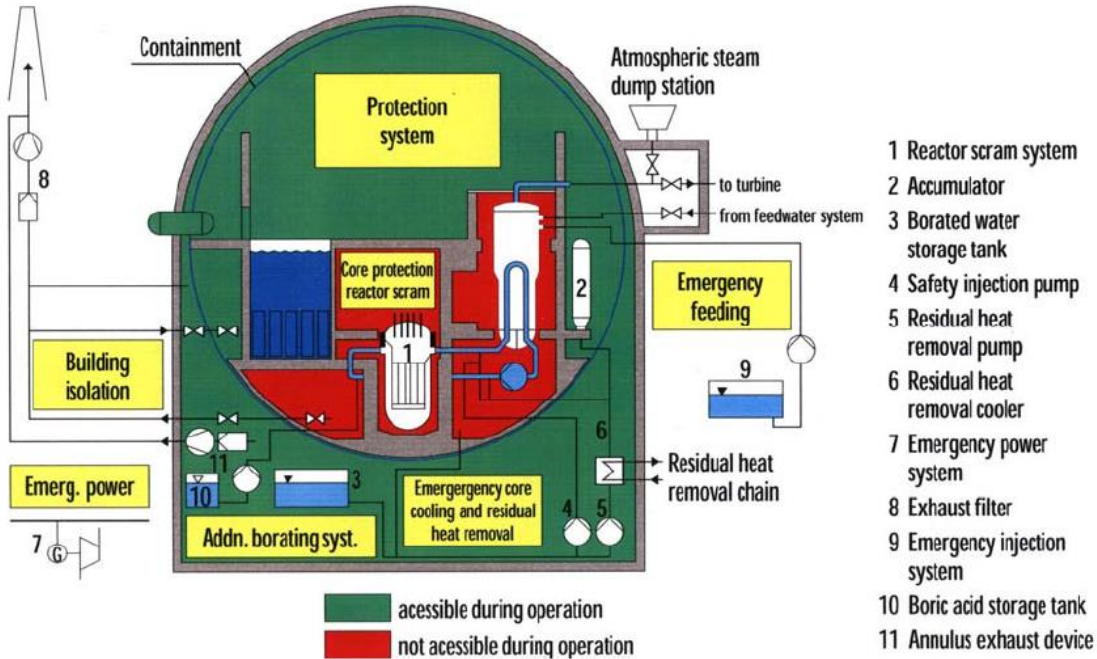 Containment
Atmospheric steam
dump station
Protection
system
8
to turbine
from feedwater system
Core protection
reactor scram
1
2
Emergency
feeding
Building
isolation
9
6
11
10
3
Residual heat
removal chain
Emerg. power
7
G
Addn. borating syst.
Emergergency core
cooling and residual
heat removal
4
5
acessible during operation
not acessible during operation
1 Reactor scram system
2 Accumulator
3 Borated water
storage tank
4 Safety injection pump
5 Residual heat
removal pump
6 Residual heat
removal cooler
7 Emergency power
system
8 Exhaust filter
9 Emergency injection
system
10 Boric acid storage tank
11 Annulus exhaust device